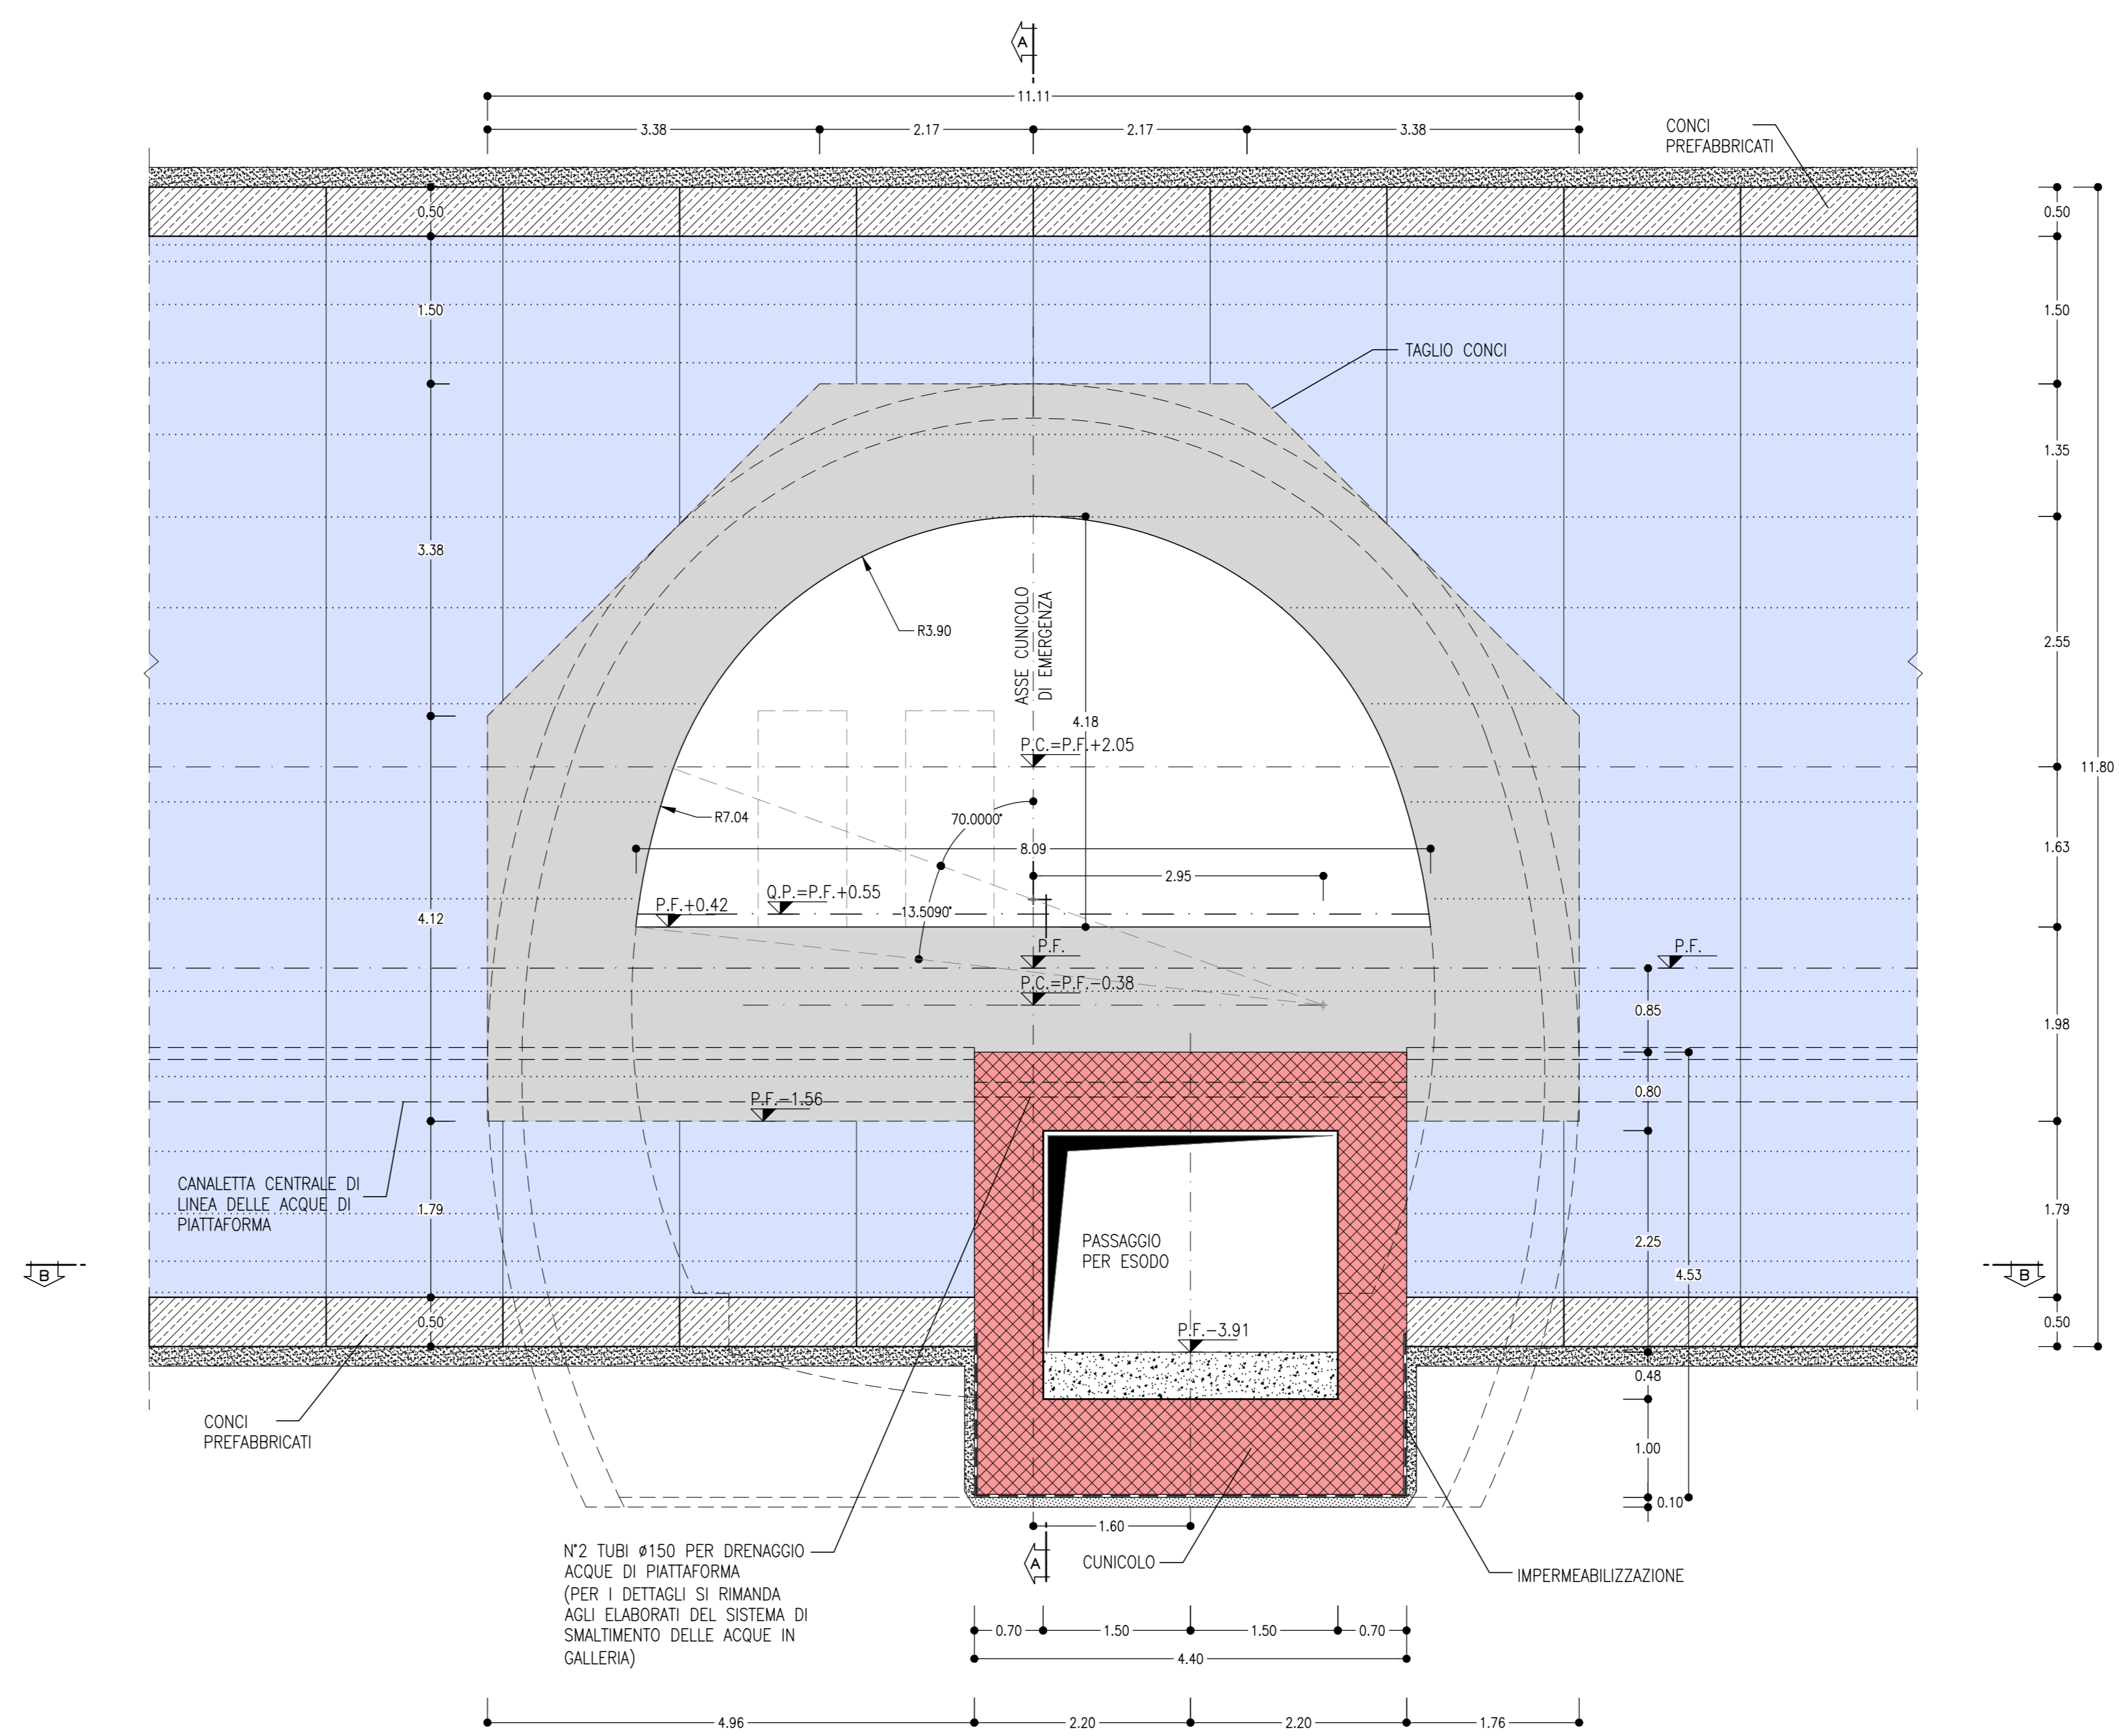 A
11.11
3.38
2.17
2.17
3.38
CONCI
PREFABBRICATI
0.50
0.50
1.50
1.50
TAGLIO CONCI
1.35
3.38
R3.90
ASSE CUNICOLO
DI EMERGENZA
2.55
4.18
P.C.=P.F.+2.05
11.80
R7.04
70.0000°
8.09
1.63
2.95
Q.P.=P.F.+0.55
P.F.+0.42
13.5090°
4.12
P.F.
P.F.
P.C.=P.F.-0.38
0.85
1.98
0.80
P.F.-1.56
CANALETTA CENTRALE DI
LINEA DELLE ACQUE DI
PIATTAFORMA
1.79
1.79
PASSAGGIO
PER ESODO
2.25
B
B
4.53
0.50
0.50
P.F.-3.91
0.48
CONCI
PREFABBRICATI
1.00
0.10
1.60
N°2 TUBI ø150 PER DRENAGGIO
ACQUE DI PIATTAFORMA
(PER I DETTAGLI SI RIMANDA
AGLI ELABORATI DEL SISTEMA DI
SMALTIMENTO DELLE ACQUE IN
GALLERIA)
A
CUNICOLO
IMPERMEABILIZZAZIONE
0.70
1.50
1.50
0.70
4.40
4.96
2.20
2.20
1.76